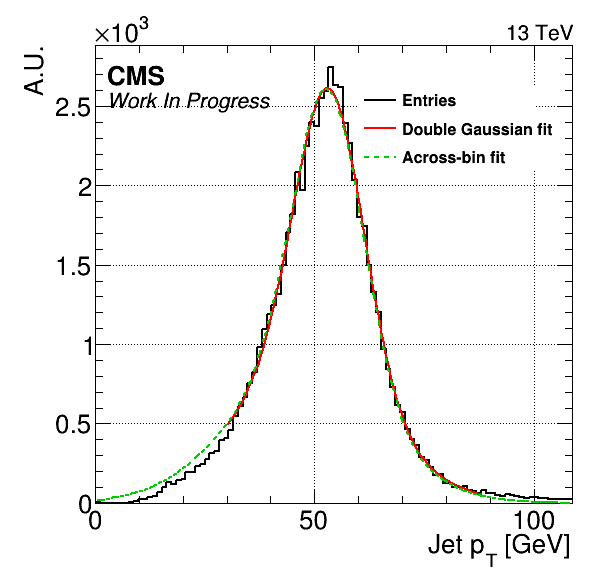 ×10³
13 TeV
A.U.
CMS
Work In Progress
Entries
Double Gaussian fit
Across-bin fit
2.5
2
1.5
1
0.5
0
0 50 100
Jet p_T [GeV]